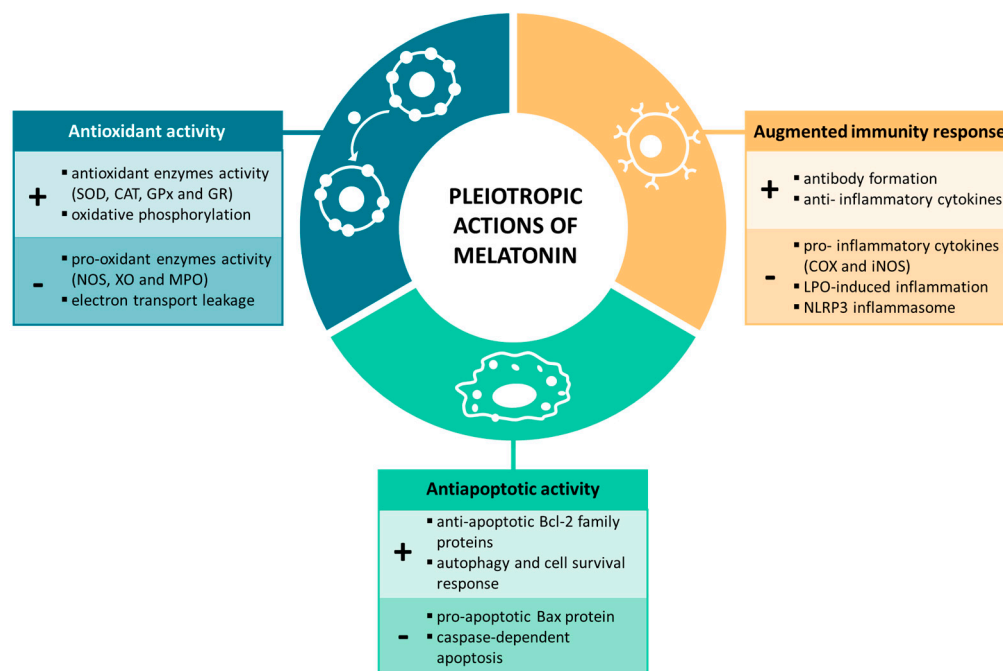 PLEIOTROPIC
ACTIONS OF
MELATONIN
Antioxidant activity
+
▪ antioxidant enzymes activity
(SOD, CAT, GPx and GR)
▪ oxidative phosphorylation
-
▪ pro-oxidant enzymes activity
(NOS, XO and MPO)
▪ electron transport leakage
Augmented immunity response
+
▪ antibody formation
▪ anti- inflammatory cytokines
-
▪ pro- inflammatory cytokines
(COX and iNOS)
▪ LPO-induced inflammation
▪ NLRP3 inflammasome
Antiapoptotic activity
+
▪ anti-apoptotic Bcl-2 family
proteins
▪ autophagy and cell survival
response
-
▪ pro-apoptotic Bax protein
▪ caspase-dependent
apoptosis